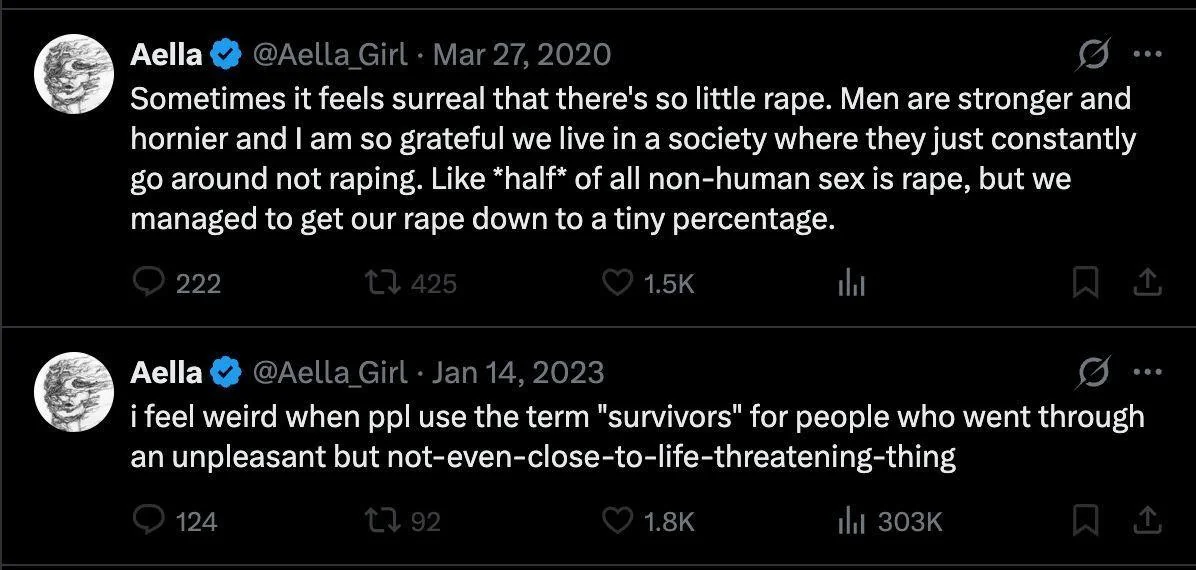 Aella @Aella_Girl · Mar 27, 2020
Sometimes it feels surreal that there's so little rape. Men are stronger and
hornier and I am so grateful we live in a society where they just constantly
go around not raping. Like *half* of all non-human sex is rape, but we
managed to get our rape down to a tiny percentage.
222 425 1.5K
Aella @Aella_Girl · Jan 14, 2023
i feel weird when ppl use the term "survivors" for people who went through
an unpleasant but not-even-close-to-life-threatening-thing
124 92 1.8K 303K